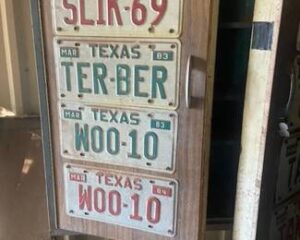 SLIK-69
MAR TEXAS 83
TER-BER
MAR TEXAS 83
WOO-10
MAR TEXAS 84
WOO-10